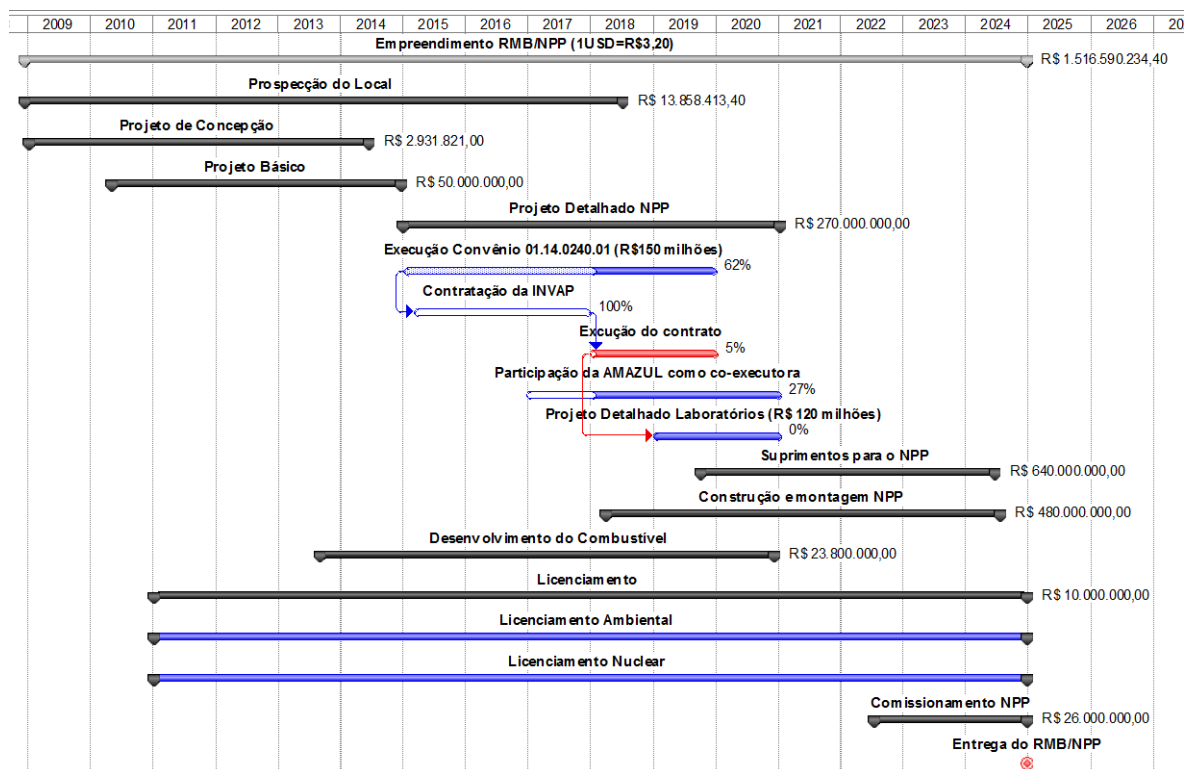 2009 2010 2011 2012 2013 2014 2015 2016 2017 2018 2019 2020 2021 2022 2023 2024 2025 2026 20
Empreendimento RMB/NPP (1USD=R$3,20)
R$ 1.516.590.234,40
Prospecção do Local
R$ 13.858.413,40
Projeto de Concepção
R$ 2.931.821,00
Projeto Básico
R$ 50.000.000,00
Projeto Detalhado NPP
R$ 270.000.000,00
Execução Convênio 01.14.0240.01 (R$150 milhões)
62%
Contratação da INVAP
100%
Excução do contrato
5%
Participação da AMAZUL como co-executora
27%
Projeto Detalhado Laboratórios (R$ 120 milhões)
0%
Suprimentos para o NPP
R$ 640.000.000,00
Construção e montagem NPP
R$ 480.000.000,00
Desenvolvimento do Combustível
R$ 23.800.000,00
Licenciamento
R$ 10.000.000,00
Licenciamento Ambiental
Licenciamento Nuclear
Comissionamento NPP
R$ 26.000.000,00
Entrega do RMB/NPP